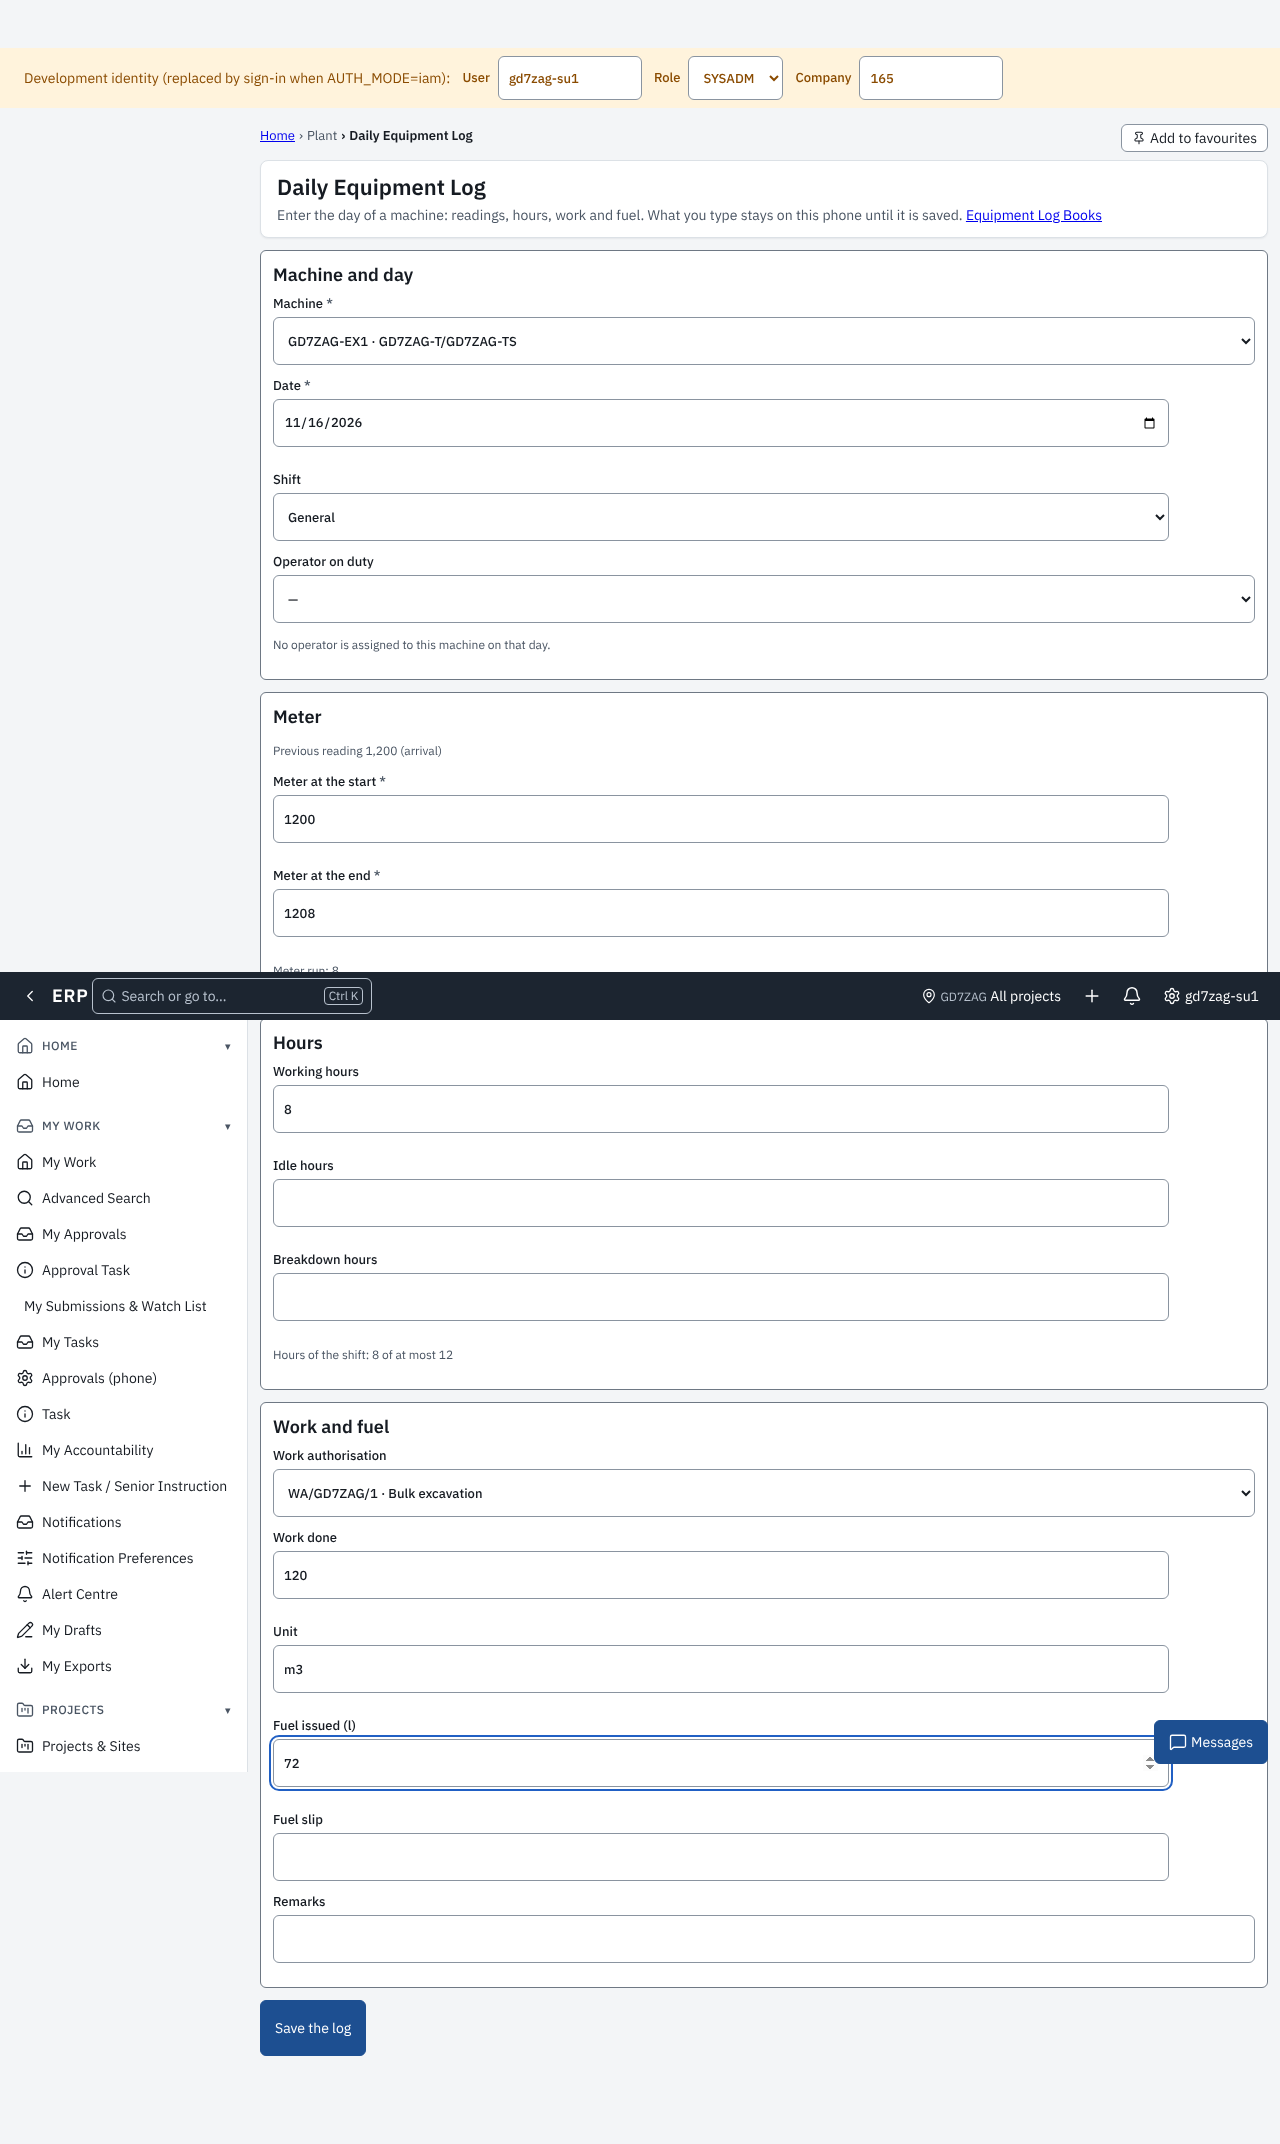 Development identity (replaced by sign-in when AUTH_MODE=iam): User gd7zag-su1 Role SYSADM Company 165
Home › Plant › Daily Equipment Log
Add to favourites
Daily Equipment Log
Enter the day of a machine: readings, hours, work and fuel. What you type stays on this phone until it is saved. Equipment Log Books
Machine and day
Machine *
GD7ZAG-EX1 · GD7ZAG-T/GD7ZAG-TS
Date *
11/16/2026
Shift
General
Operator on duty
—
No operator is assigned to this machine on that day.
Meter
Previous reading 1,200 (arrival)
Meter at the start *
1200
Meter at the end *
1208
Meter run: 8
ERP Search or go to... Ctrl K GD7ZAG All projects gd7zag-su1
HOME
Home
MY WORK
My Work
Advanced Search
My Approvals
Approval Task
My Submissions & Watch List
My Tasks
Approvals (phone)
Task
My Accountability
New Task / Senior Instruction
Notifications
Notification Preferences
Alert Centre
My Drafts
My Exports
PROJECTS
Projects & Sites
Hours
Working hours
8
Idle hours
Breakdown hours
Hours of the shift: 8 of at most 12
Work and fuel
Work authorisation
WA/GD7ZAG/1 · Bulk excavation
Work done
120
Unit
m3
Fuel issued (l)
72
Messages
Fuel slip
Remarks
Save the log